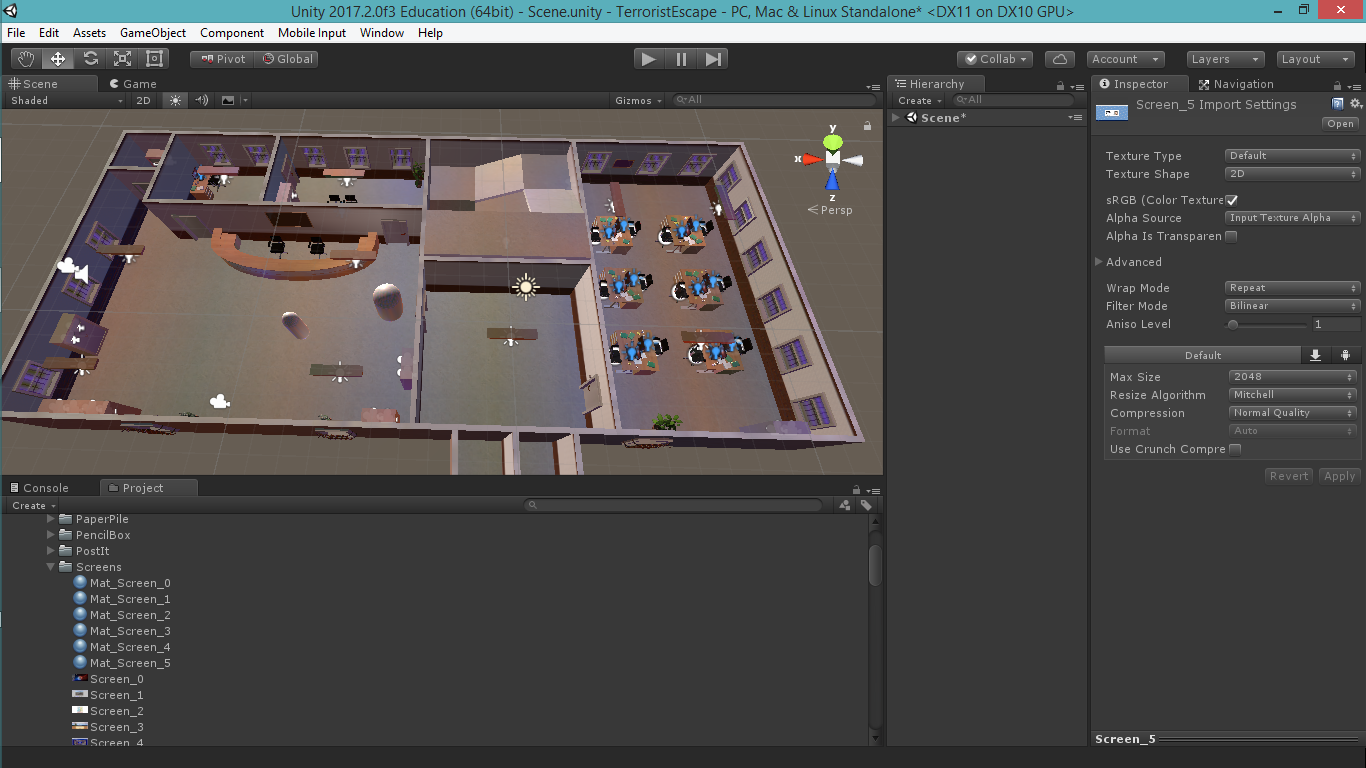 Unity 2017.2.0f3 Education (64bit) - Scene.unity - TerroristEscape - PC, Mac & Linux Standalone* <DX11 on DX10 GPU>
File Edit Assets GameObject Component Mobile Input Window Help
Pivot Global Collab Account Layers Layout
Scene Game
Shaded 2D Gizmos All
y
x
z
Persp
Hierarchy
Create All
Scene*
Inspector Navigation
Screen_5 Import Settings
Open
Texture Type Default
Texture Shape 2D
sRGB (Color Texture
Alpha Source Input Texture Alpha
Alpha Is Transparen
Advanced
Wrap Mode Repeat
Filter Mode Bilinear
Aniso Level 1
Default
Max Size 2048
Resize Algorithm Mitchell
Compression Normal Quality
Format Auto
Use Crunch Compre
Revert Apply
Console Project
Create
PaperPile
PencilBox
PostIt
Screens
Mat_Screen_0
Mat_Screen_1
Mat_Screen_2
Mat_Screen_3
Mat_Screen_4
Mat_Screen_5
Screen_0
Screen_1
Screen_2
Screen_3
Screen_4
Screen_5